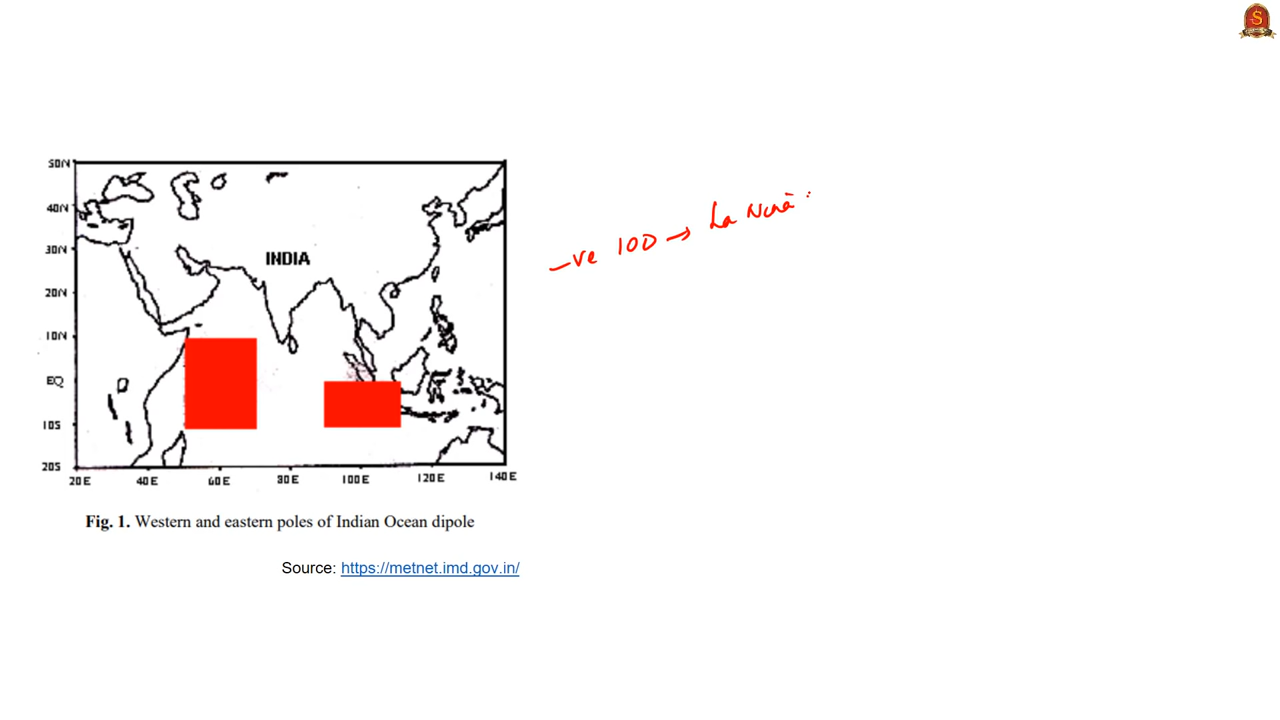 S
50N
40N
30N
20N
10N
EQ
10S
20S
20E 40E 60E 80E 100E 120E 140E
INDIA
-ve IOD → La Nina
Fig. 1. Western and eastern poles of Indian Ocean dipole
Source: https://metnet.imd.gov.in/